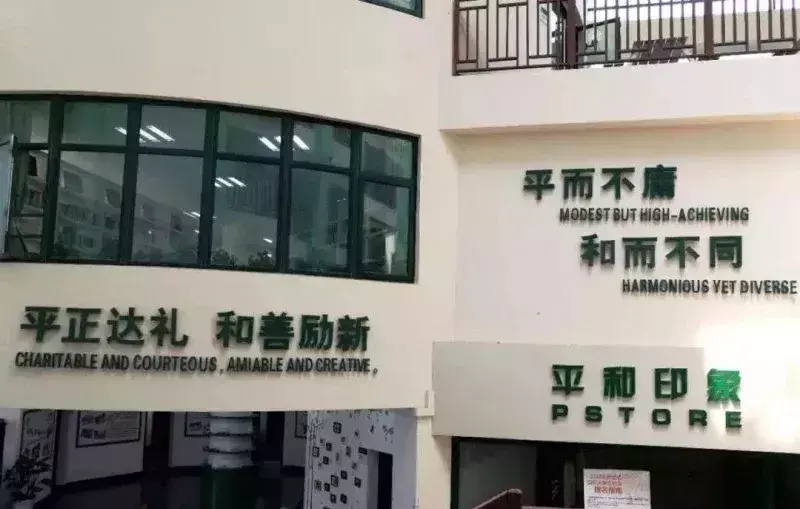 平而不庸
MODEST BUT HIGH-ACHIEVING
和而不同
HARMONIOUS YET DIVERSE
平正达礼 和善励新
CHARITABLE AND COURTEOUS, AMIABLE AND CREATIVE,
平和印象
PSTORE